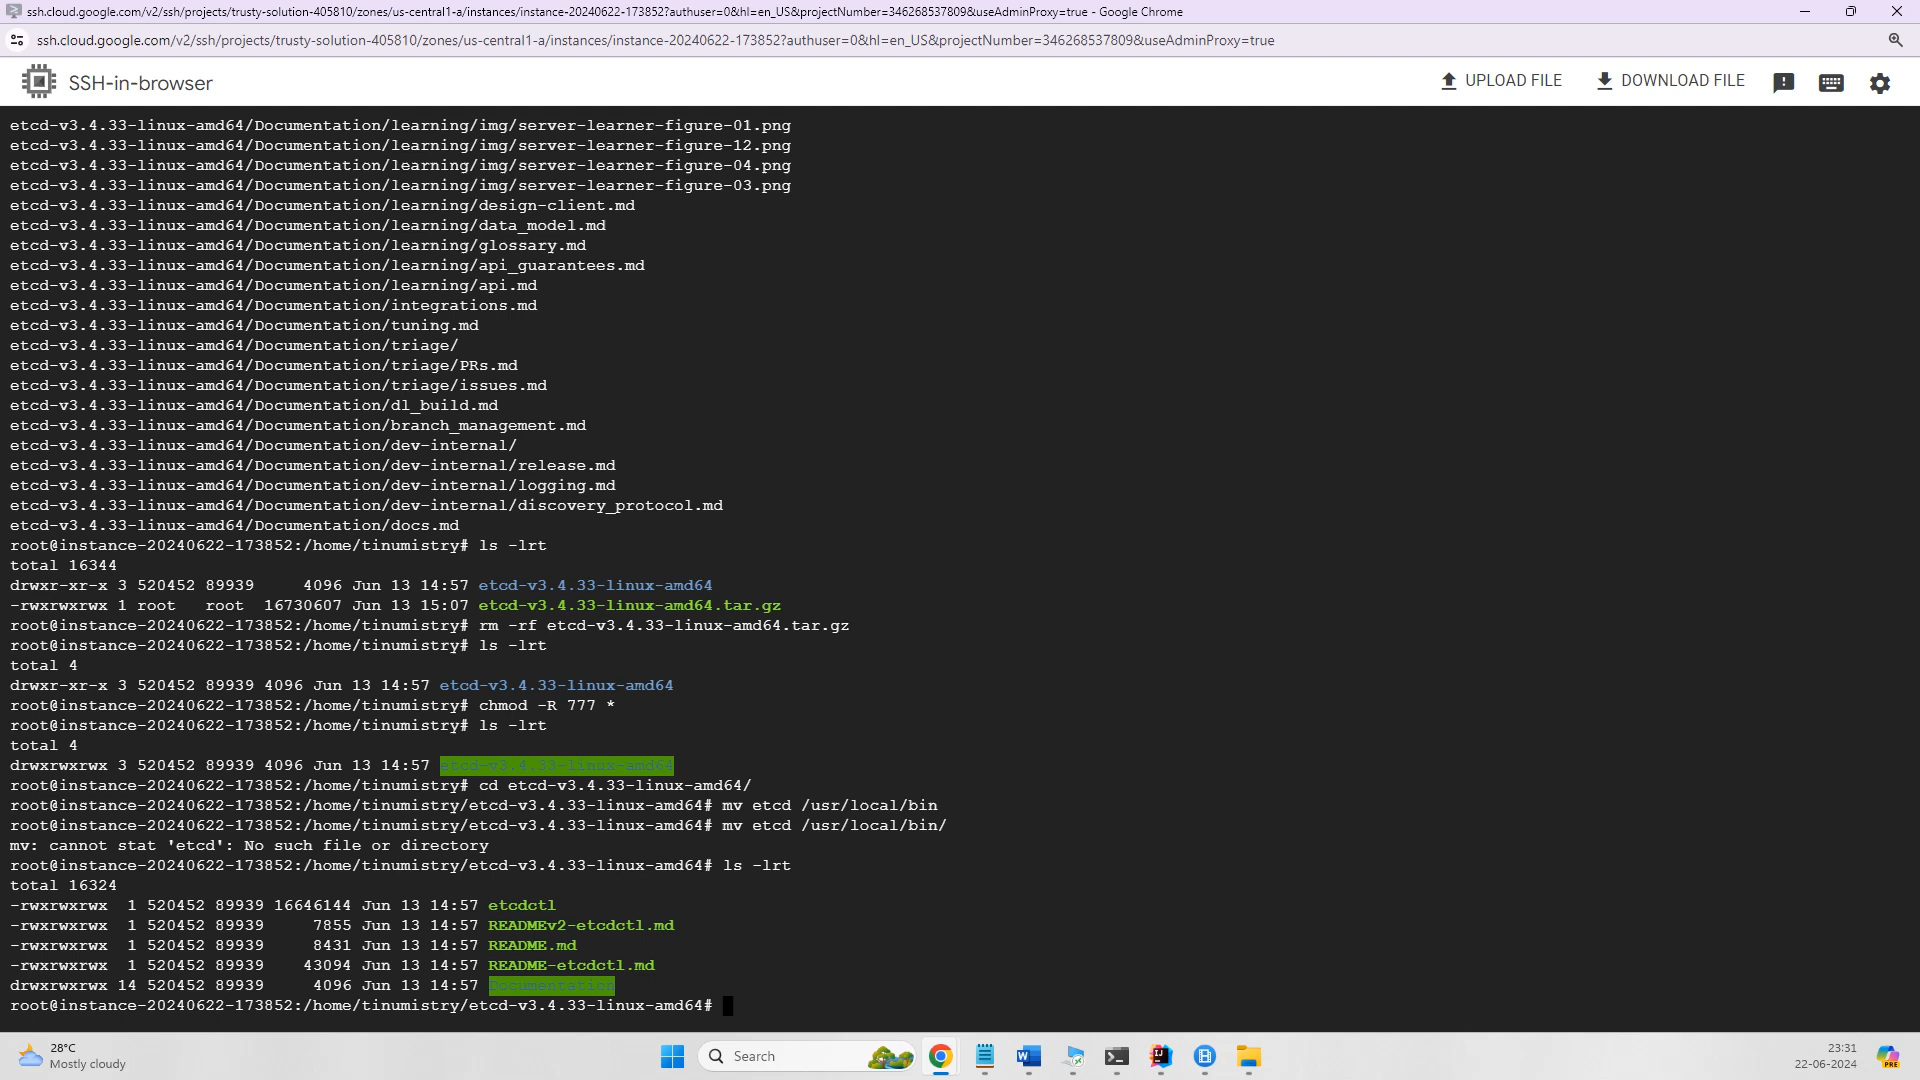 ssh.cloud.google.com/v2/ssh/projects/trusty-solution-405810/zones/us-central1-a/instances/instance-20240622-173852?authuser=0&hl=en_US&projectNumber=346268537809&useAdminProxy=true - Google Chrome
ssh.cloud.google.com/v2/ssh/projects/trusty-solution-405810/zones/us-central1-a/instances/instance-20240622-173852?authuser=0&hl=en_US&projectNumber=346268537809&useAdminProxy=true
SSH-in-browser UPLOAD FILE DOWNLOAD FILE
etcd-v3.4.33-linux-amd64/Documentation/learning/img/server-learner-figure-01.png
etcd-v3.4.33-linux-amd64/Documentation/learning/img/server-learner-figure-12.png
etcd-v3.4.33-linux-amd64/Documentation/learning/img/server-learner-figure-04.png
etcd-v3.4.33-linux-amd64/Documentation/learning/img/server-learner-figure-03.png
etcd-v3.4.33-linux-amd64/Documentation/learning/design-client.md
etcd-v3.4.33-linux-amd64/Documentation/learning/data_model.md
etcd-v3.4.33-linux-amd64/Documentation/learning/glossary.md
etcd-v3.4.33-linux-amd64/Documentation/learning/api_guarantees.md
etcd-v3.4.33-linux-amd64/Documentation/learning/api.md
etcd-v3.4.33-linux-amd64/Documentation/integrations.md
etcd-v3.4.33-linux-amd64/Documentation/tuning.md
etcd-v3.4.33-linux-amd64/Documentation/triage/
etcd-v3.4.33-linux-amd64/Documentation/triage/PRs.md
etcd-v3.4.33-linux-amd64/Documentation/triage/issues.md
etcd-v3.4.33-linux-amd64/Documentation/dl_build.md
etcd-v3.4.33-linux-amd64/Documentation/branch_management.md
etcd-v3.4.33-linux-amd64/Documentation/dev-internal/
etcd-v3.4.33-linux-amd64/Documentation/dev-internal/release.md
etcd-v3.4.33-linux-amd64/Documentation/dev-internal/logging.md
etcd-v3.4.33-linux-amd64/Documentation/dev-internal/discovery_protocol.md
etcd-v3.4.33-linux-amd64/Documentation/docs.md
root@instance-20240622-173852:/home/tinumistry# ls -lrt
total 16344
drwxr-xr-x 3 520452 89939     4096 Jun 13 14:57 etcd-v3.4.33-linux-amd64
-rwxrwxrwx 1 root   root  16730607 Jun 13 15:07 etcd-v3.4.33-linux-amd64.tar.gz
root@instance-20240622-173852:/home/tinumistry# rm -rf etcd-v3.4.33-linux-amd64.tar.gz
root@instance-20240622-173852:/home/tinumistry# ls -lrt
total 4
drwxr-xr-x 3 520452 89939 4096 Jun 13 14:57 etcd-v3.4.33-linux-amd64
root@instance-20240622-173852:/home/tinumistry# chmod -R 777 *
root@instance-20240622-173852:/home/tinumistry# ls -lrt
total 4
drwxrwxrwx 3 520452 89939 4096 Jun 13 14:57 etcd-v3.4.33-linux-amd64
root@instance-20240622-173852:/home/tinumistry# cd etcd-v3.4.33-linux-amd64/
root@instance-20240622-173852:/home/tinumistry/etcd-v3.4.33-linux-amd64# mv etcd /usr/local/bin
root@instance-20240622-173852:/home/tinumistry/etcd-v3.4.33-linux-amd64# mv etcd /usr/local/bin/
mv: cannot stat 'etcd': No such file or directory
root@instance-20240622-173852:/home/tinumistry/etcd-v3.4.33-linux-amd64# ls -lrt
total 16324
-rwxrwxrwx  1 520452 89939 16646144 Jun 13 14:57 etcdctl
-rwxrwxrwx  1 520452 89939     7855 Jun 13 14:57 READMEv2-etcdctl.md
-rwxrwxrwx  1 520452 89939     8431 Jun 13 14:57 README.md
-rwxrwxrwx  1 520452 89939    43094 Jun 13 14:57 README-etcdctl.md
drwxrwxrwx 14 520452 89939     4096 Jun 13 14:57 Documentation
root@instance-20240622-173852:/home/tinumistry/etcd-v3.4.33-linux-amd64#
28°C
Mostly cloudy
Search
23:31
22-06-2024
PRE